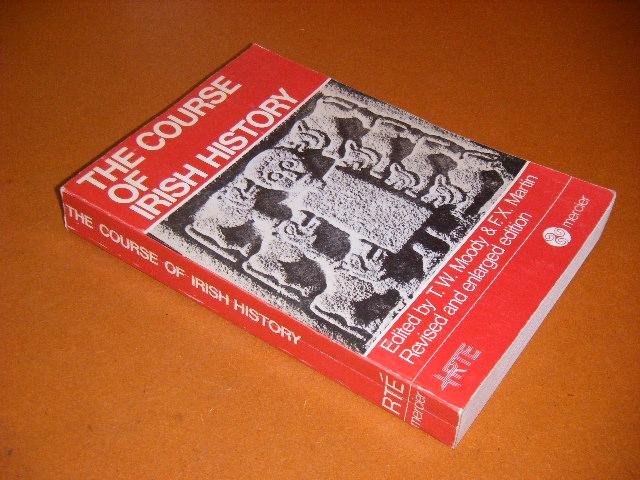 THE COURSE
OF
IRISH HISTORY
Edited by T. W. Moody & F.X. Martin
Revised and enlarged edition
mercier
RTE
THE COURSE OF IRISH HISTORY
RTÉ
mercier